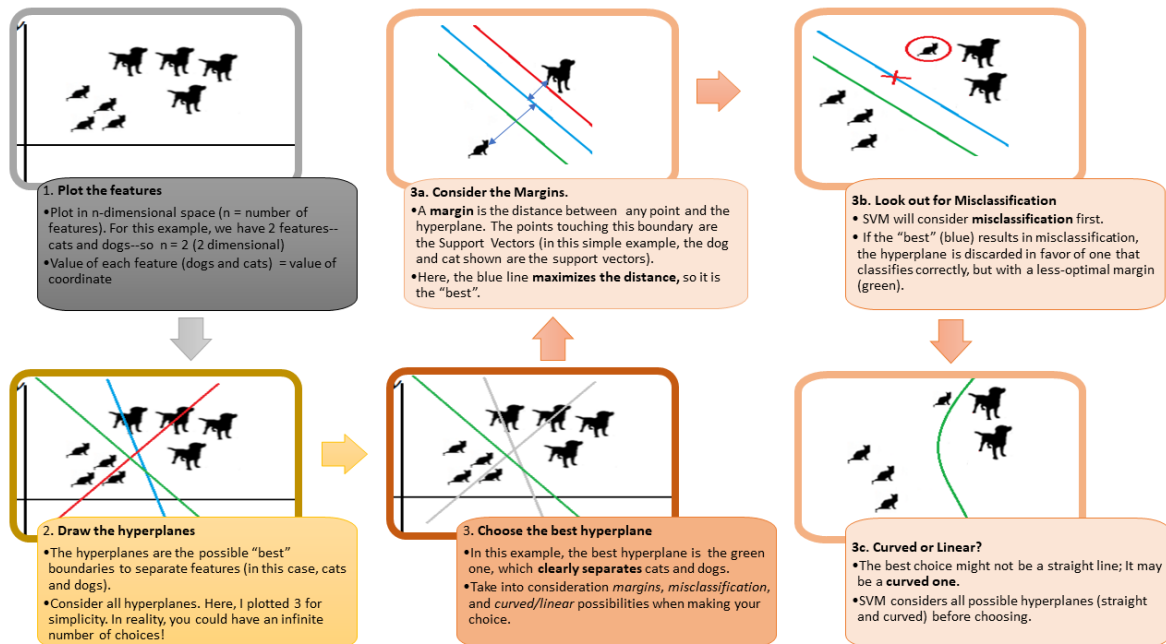 1. Plot the features
•Plot in n-dimensional space (n = number of
features). For this example, we have 2 features--
cats and dogs--so n = 2 (2 dimensional)
•Value of each feature (dogs and cats) = value of
coordinate
2. Draw the hyperplanes
•The hyperplanes are the possible “best”
boundaries to separate features (in this case, cats
and dogs).
•Consider all hyperplanes. Here, I plotted 3 for
simplicity. In reality, you could have an infinite
number of choices!
3. Choose the best hyperplane
•In this example, the best hyperplane is the green
one, which clearly separates cats and dogs.
•Take into consideration margins, misclassification,
and curved/linear possibilities when making your
choice.
3a. Consider the Margins.
•A margin is the distance between any point and the
hyperplane. The points touching this boundary are
the Support Vectors (in this simple example, the dog
and cat shown are the support vectors).
•Here, the blue line maximizes the distance, so it is
the “best”.
3b. Look out for Misclassification
• SVM will consider misclassification first.
• If the “best” (blue) results in misclassification,
the hyperplane is discarded in favor of one that
classifies correctly, but with a less-optimal margin
(green).
3c. Curved or Linear?
•The best choice might not be a straight line; It may
be a curved one.
•SVM considers all possible hyperplanes (straight
and curved) before choosing.